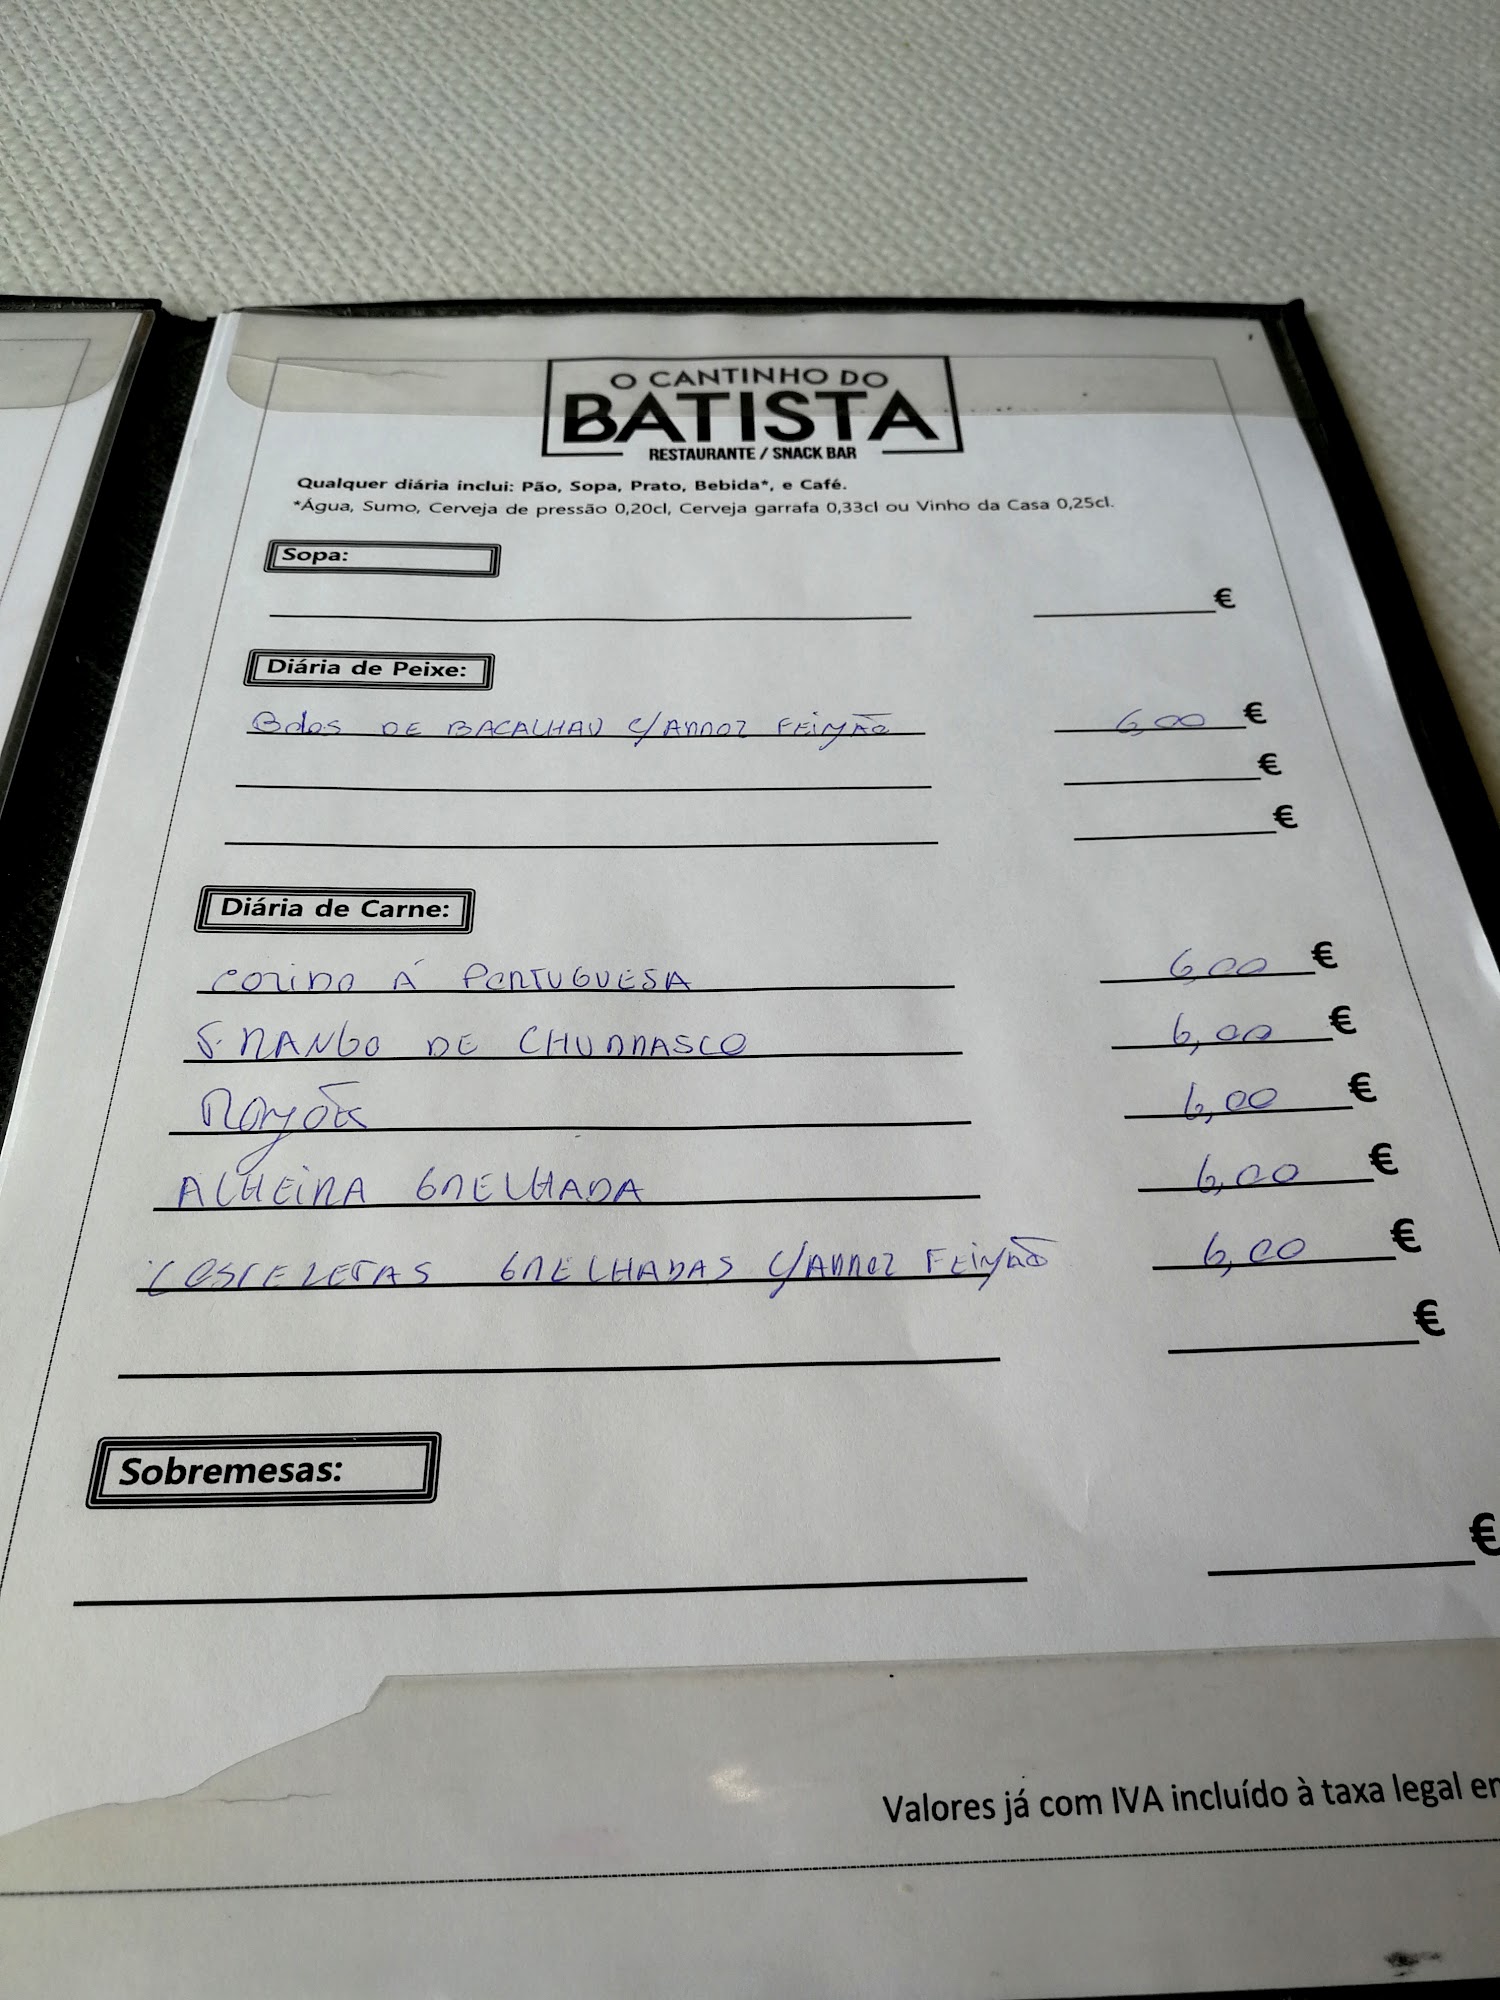 O CANTINHO DO
BATISTA
RESTAURANTE / SNACK BAR
Qualquer diária inclui: Pão, Sopa, Prato, Bebida*, e Café.
*Água, Sumo, Cerveja de pressão 0,20cl, Cerveja garrafa 0,33cl ou Vinho da Casa 0,25cl.
Sopa:
€
Diária de Peixe:
Bolos DE BACALHAU C/ARROZ FEIJÃO 6,00 €
€
€
Diária de Carne:
COZIDO Á PORTUGUESA 6,00 €
FRANGO DE CHURRASCO 6,00 €
ROJÕES 6,00 €
ALHEIRA GRELHADA 6,00 €
COSTELETAS GRELHADAS C/ARROZ FEIJÃO 6,00 €
€
Sobremesas:
€
Valores já com IVA incluído à taxa legal em